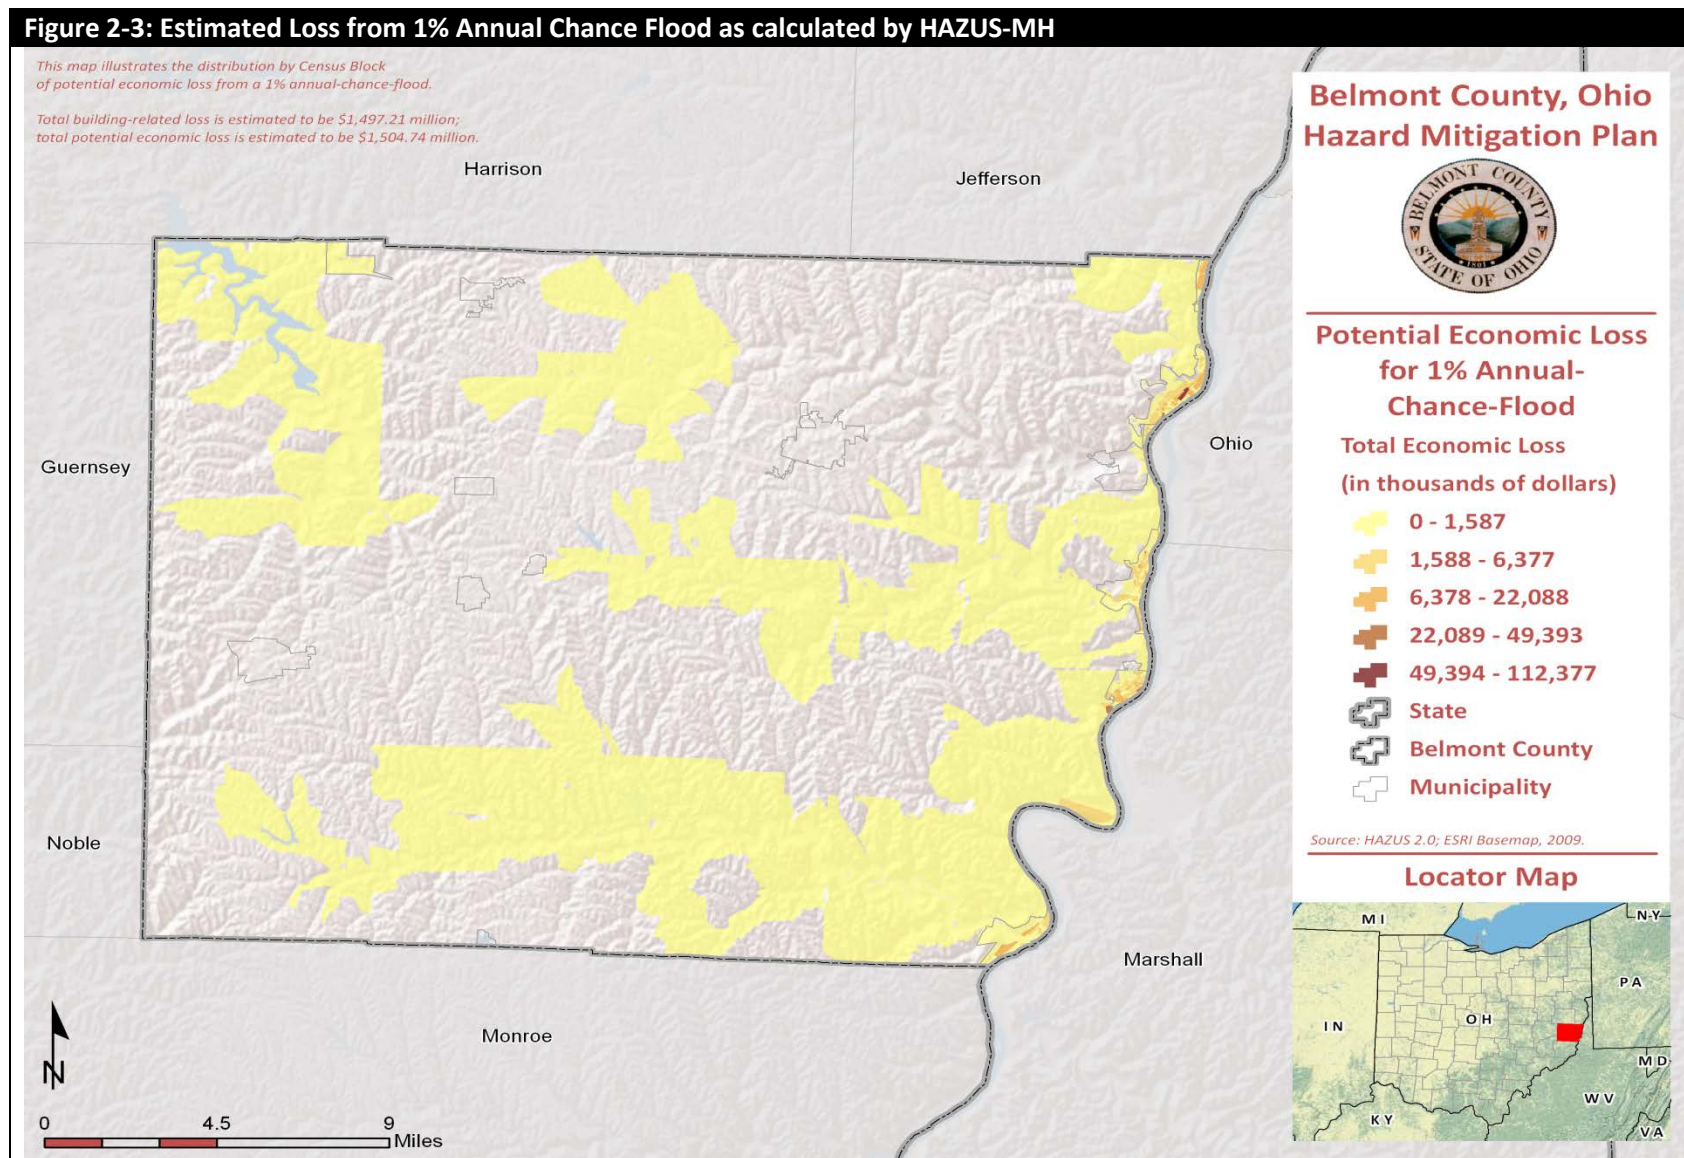 Figure 2-3: Estimated Loss from 1% Annual Chance Flood as calculated by HAZUS-MH
This map illustrates the distribution by Census Block
of potential economic loss from a 1% annual-chance-flood.
Total building-related loss is estimated to be $1,497.21 million;
total potential economic loss is estimated to be $1,504.74 million.
Harrison
Jefferson
Guernsey
Ohio
Noble
Marshall
Monroe
N
0 4.5 9
Miles
Belmont County, Ohio
Hazard Mitigation Plan
BELMONT COUNTY
1801
STATE OF OHIO
Potential Economic Loss
for 1% Annual-
Chance-Flood
Total Economic Loss
(in thousands of dollars)
0 - 1,587
1,588 - 6,377
6,378 - 22,088
22,089 - 49,393
49,394 - 112,377
State
Belmont County
Municipality
Source: HAZUS 2.0; ESRI Basemap, 2009.
Locator Map
MI
NY
PA
IN
OH
MD
WV
KY
VA